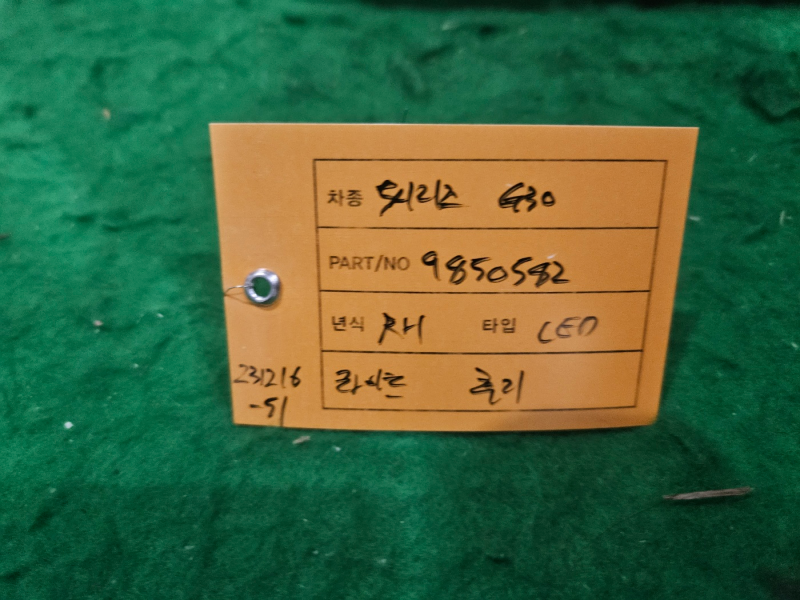 차종 5시리즈 G30
PART/NO 9850582
년식 RH 타입 LED
라이트 수리
231216
-51